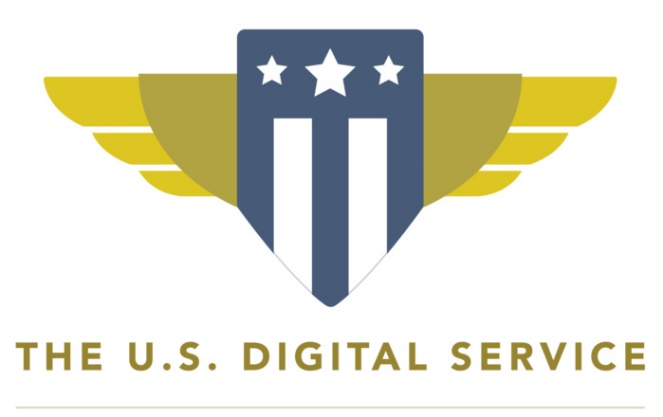 THE U.S. DIGITAL SERVICE